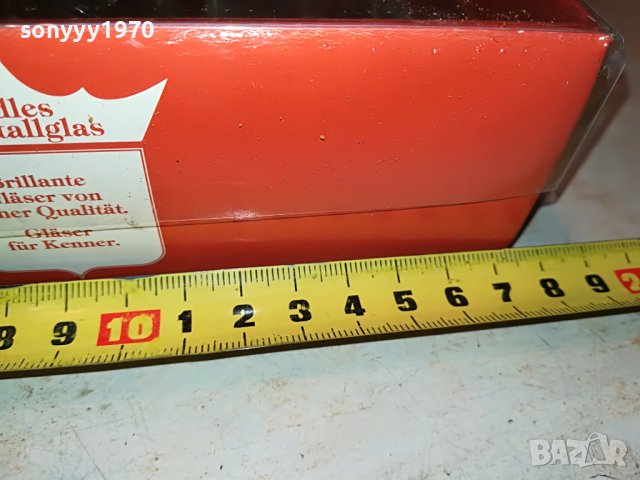 sonyyy1970
dles
tallglas
Brillante
läser von
ner Qualität.
Gläser
für Kenner.
8 9 10 1 2 3 4 5 6 7 8 9 2
BAZAR